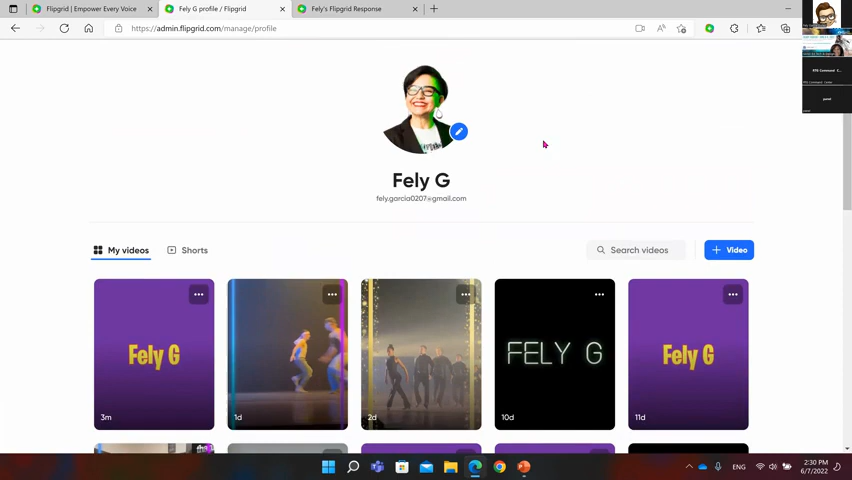 Flipgrid | Empower Every Voice
Fely G profile / Flipgrid
Fely's Flipgrid Response
https://admin.flipgrid.com/manage/profile
Fely G
fely.garcia0207@gmail.com
My videos
Shorts
Search videos
Video
Fely G
3m
1d
2d
FELY G
10d
Fely G
11d
ENG
2:30 PM
6/7/2022